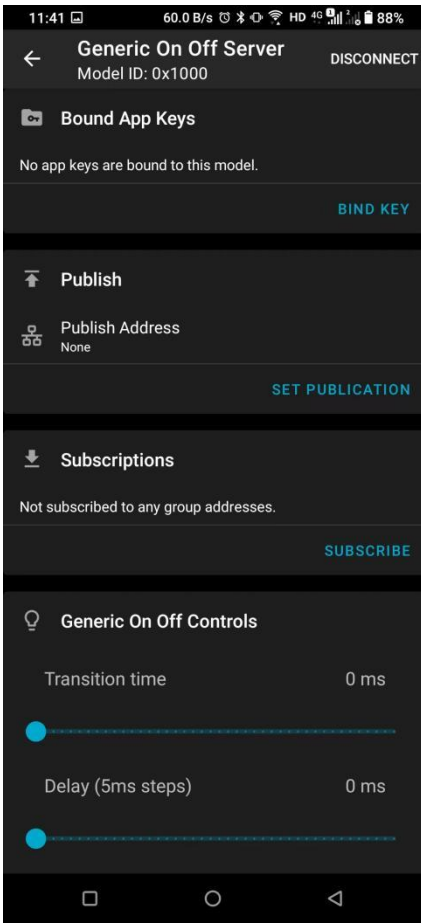 11:41 60.0 B/s HD 4G 88%
Generic On Off Server
Model ID: 0x1000
DISCONNECT
Bound App Keys
No app keys are bound to this model.
BIND KEY
Publish
Publish Address
None
SET PUBLICATION
Subscriptions
Not subscribed to any group addresses.
SUBSCRIBE
Generic On Off Controls
Transition time 0 ms
Delay (5ms steps) 0 ms